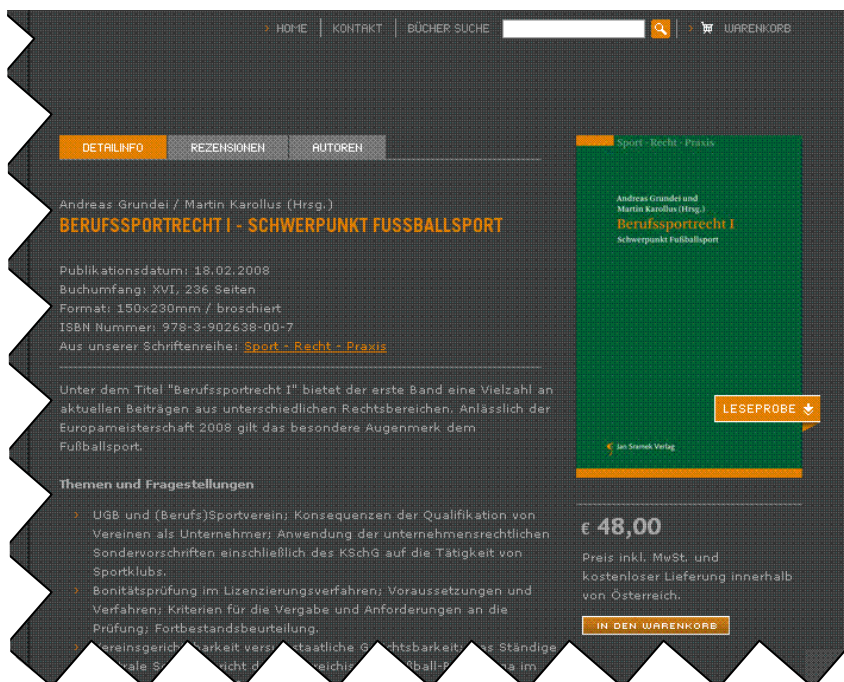 HOME
KONTAKT
BÜCHER SUCHE
WARENKORB
DETAILINFO
REZENSIONEN
AUTOREN
Andreas Grundei / Martin Karollus (Hrsg.)
BERUFSSPORTRECHT I - SCHWERPUNKT FUSSBALLSPORT
Publikationsdatum: 18.02.2008
Buchumfang: XVI, 236 Seiten
Format: 150x230mm / broschiert
ISBN Nummer: 978-3-902638-00-7
Aus unserer Schriftenreihe: Sport - Recht - Praxis
Unter dem Titel "Berufssportrecht I" bietet der erste Band eine Vielzahl an
aktuellen Beiträgen aus unterschiedlichen Rechtsbereichen. Anlässlich der
Europameisterschaft 2008 gilt das besondere Augenmerk dem
Fußballsport.
Themen und Fragestellungen
UGB und (Berufs)Sportverein; Konsequenzen der Qualifikation von
Vereinen als Unternehmer; Anwendung der unternehmensrechtlichen
Sondervorschriften einschließlich des KSchG auf die Tätigkeit von
Sportklubs.
Bonitätsprüfung im Lizenzierungsverfahren; Voraussetzungen und
Verfahren; Kriterien für die Vergabe und Anforderungen an die
Prüfung; Fortbestandsbeurteilung.
versus staatliche Ständige
im
Sport · Recht · Praxis
Andreas Grundei und
Martin Karollus (Hrsg.)
Berufssportrecht I
Schwerpunkt Fußballsport
LESEPROBE
Jan Sramek Verlag
€ 48,00
Preis inkl. MwSt. und
kostenloser Lieferung innerhalb
von Österreich.
IN DEN WARENKORB